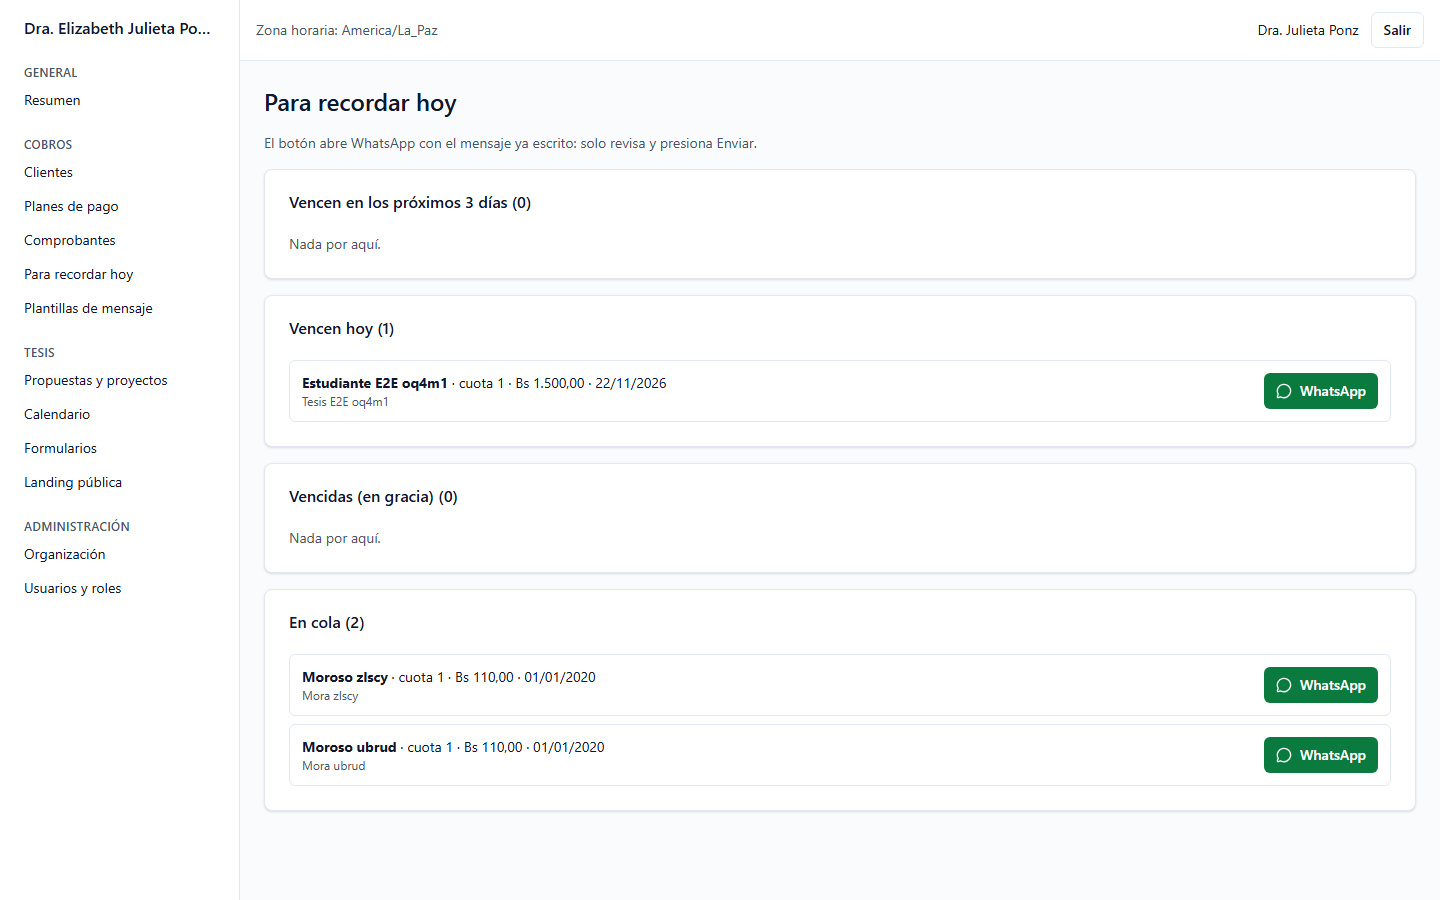 Dra. Elizabeth Julieta Po...
Zona horaria: America/La_Paz
Dra. Julieta Ponz
Salir
GENERAL
Resumen
COBROS
Clientes
Planes de pago
Comprobantes
Para recordar hoy
Plantillas de mensaje
TESIS
Propuestas y proyectos
Calendario
Formularios
Landing pública
ADMINISTRACIÓN
Organización
Usuarios y roles
Para recordar hoy
El botón abre WhatsApp con el mensaje ya escrito: solo revisa y presiona Enviar.
Vencen en los próximos 3 días (0)
Nada por aquí.
Vencen hoy (1)
Estudiante E2E oq4m1 · cuota 1 · Bs 1.500,00 · 22/11/2026
Tesis E2E oq4m1
WhatsApp
Vencidas (en gracia) (0)
Nada por aquí.
En cola (2)
Moroso zlscy · cuota 1 · Bs 110,00 · 01/01/2020
Mora zlscy
WhatsApp
Moroso ubrud · cuota 1 · Bs 110,00 · 01/01/2020
Mora ubrud
WhatsApp